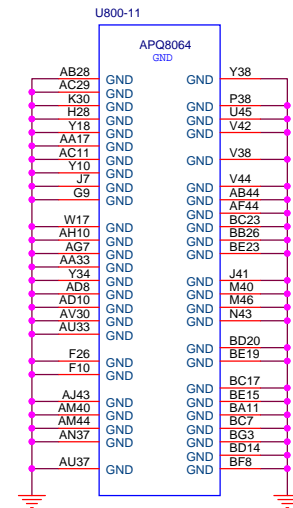 U800-11
APQ8064
GND
AB28 GND GND Y38
AC29 GND
K30 GND GND P38
H28 GND GND U45
Y18 GND GND V42
AA17 GND
AC11 GND GND V38
Y10 GND
J7 GND GND V44
G9 GND GND AB44
GND AF44
W17 GND GND BC23
AH10 GND GND BB26
AG7 GND GND BE23
AA33 GND
Y34 GND GND J41
AD8 GND GND M40
AD10 GND GND M46
AV30 GND GND N43
AU33 GND
GND BD20
F26 GND GND BE19
F10 GND
GND BC17
AJ43 GND GND BE15
AM40 GND GND BA11
AM44 GND GND BC7
AN37 GND GND BG3
GND BD14
AU37 GND GND BF8